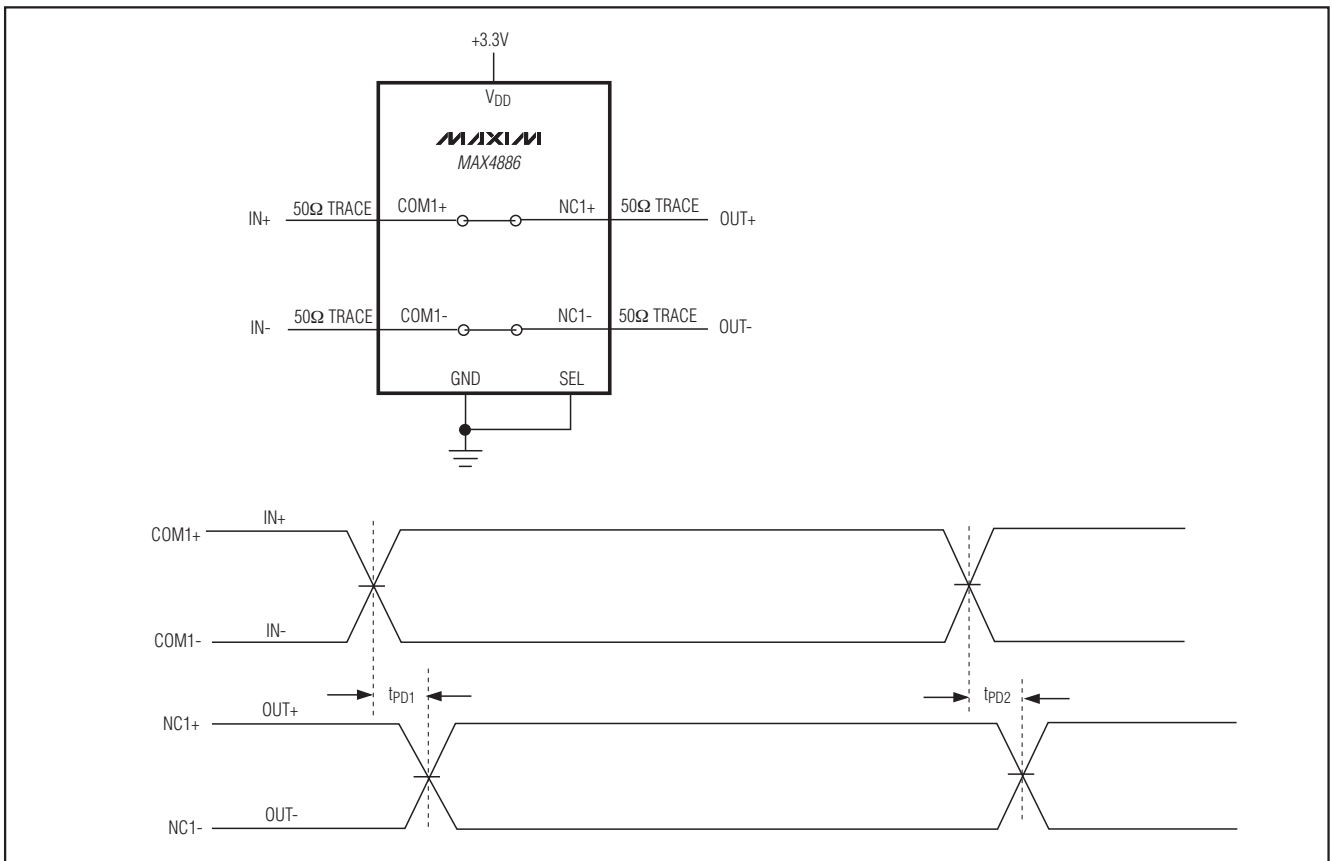 +3.3V
VDD
MAXIM
MAX4886
IN+ 50Ω TRACE COM1+ NC1+ 50Ω TRACE OUT+
IN- 50Ω TRACE COM1- NC1- 50Ω TRACE OUT-
GND SEL
COM1+ IN+
COM1- IN-
tPD1 tPD2
NC1+ OUT+
NC1- OUT-